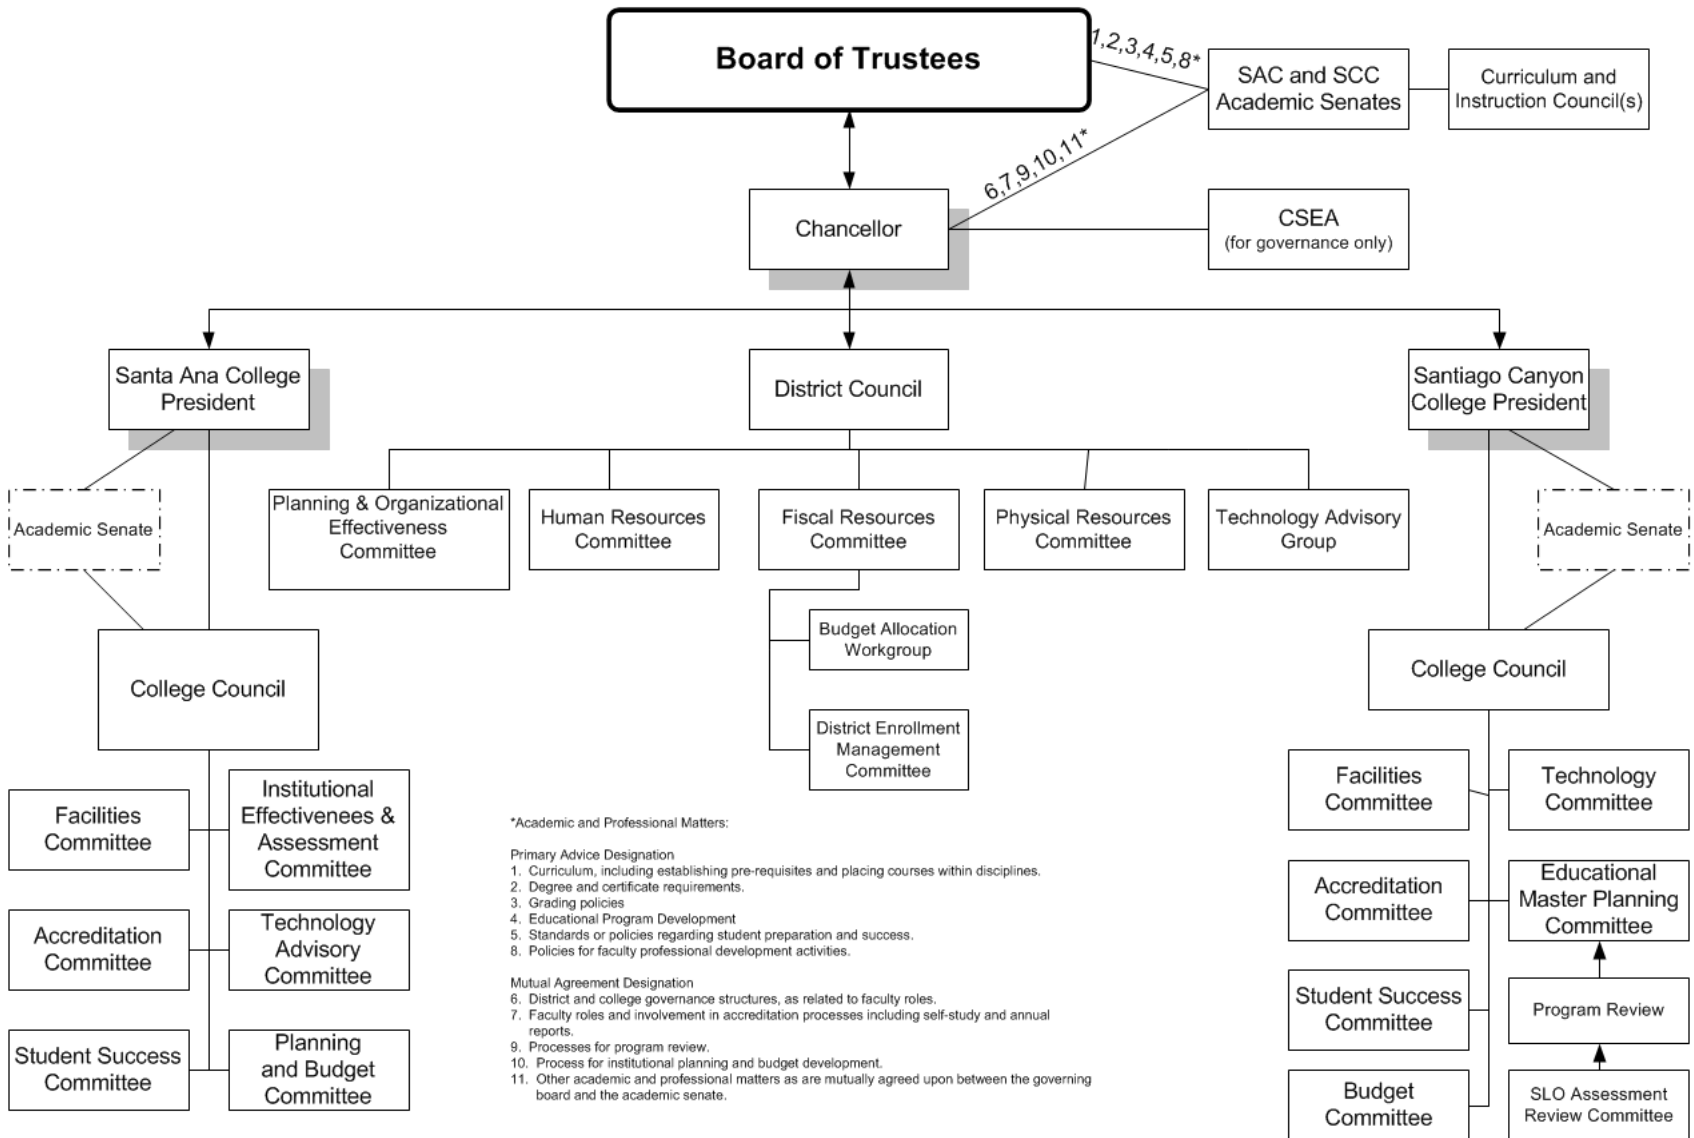 Board of Trustees
1,2,3,4,5,8*
SAC and SCC
Academic Senates
Curriculum and
Instruction Council(s)
6,7,9,10,11*
Chancellor
CSEA
(for governance only)
Santa Ana College
President
District Council
Santiago Canyon
College President
Academic Senate
Planning & Organizational
Effectiveness
Committee
Human Resources
Committee
Fiscal Resources
Committee
Physical Resources
Committee
Technology Advisory
Group
Academic Senate
Budget Allocation
Workgroup
District Enrollment
Management
Committee
College Council
College Council
Facilities
Committee
Institutional
Effectivenees &
Assessment
Committee
Accreditation
Committee
Technology
Advisory
Committee
Student Success
Committee
Planning
and Budget
Committee
*Academic and Professional Matters:
Primary Advice Designation
1. Curriculum, including establishing pre-requisites and placing courses within disciplines.
2. Degree and certificate requirements.
3. Grading policies
4. Educational Program Development
5. Standards or policies regarding student preparation and success.
8. Policies for faculty professional development activities.
Mutual Agreement Designation
6. District and college governance structures, as related to faculty roles.
7. Faculty roles and involvement in accreditation processes including self-study and annual
reports.
9. Processes for program review.
10. Process for institutional planning and budget development.
11. Other academic and professional matters as are mutually agreed upon between the governing
board and the academic senate.
Facilities
Committee
Technology
Committee
Accreditation
Committee
Educational
Master Planning
Committee
Student Success
Committee
Program Review
Budget
Committee
SLO Assessment
Review Committee